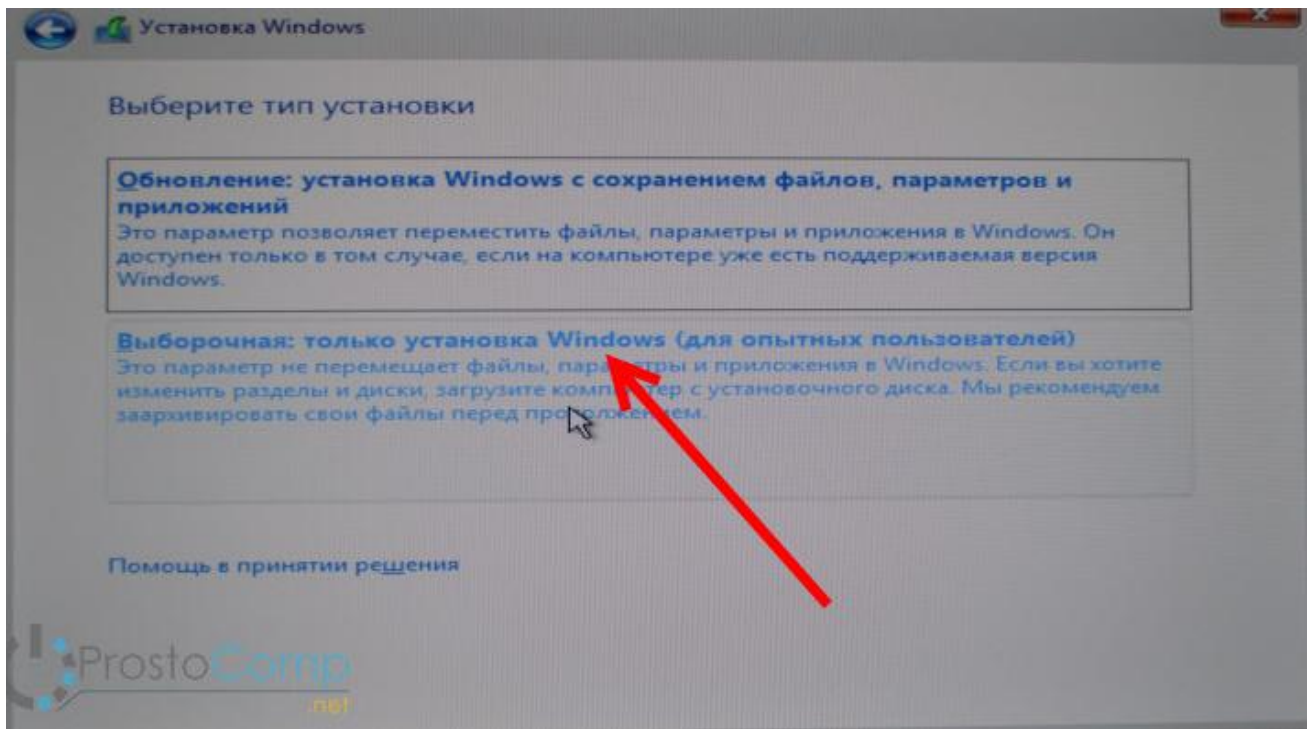 Установка Windows
Выберите тип установки
Обновление: установка Windows с сохранением файлов, параметров и
приложений
Это параметр позволяет переместить файлы, параметры и приложения в Windows. Он
доступен только в том случае, если на компьютере уже есть поддерживаемая версия
Windows.
Выборочная: только установка Windows (для опытных пользователей)
Это параметр не перемещает файлы, параметры и приложения в Windows. Если вы хотите
изменить разделы и диски, загрузите компьютер с установочного диска. Мы рекомендуем
заархивировать свои файлы перед продолжением.
Помощь в принятии решения
ProstoComp
.net